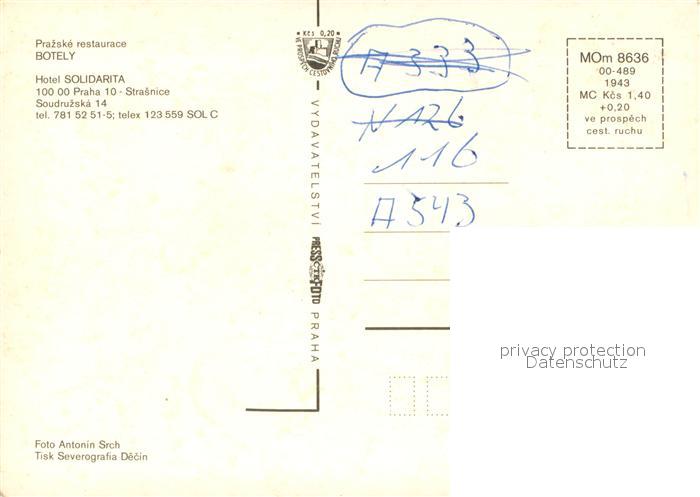 Pražské restaurace
BOTELY
Hotel SOLIDARITA
100 00 Praha 10 - Strašnice
Soudružská 14
tel. 781 52 51-5; telex 123 559 SOL C
Kčs 0,20
VE PROSPĚCH CESTOVNÍHO RUCHU
VYDAVATELSTVÍ
PRESSFOTO
ČTK
PRAHA
A 333
N 126
116
A543
MOm 8636
00-489
1943
MC Kčs 1,40
+0,20
ve prospěch
cest. ruchu
privacy protection
Datenschutz
Foto Antonín Srch
Tisk Severografia Děčín